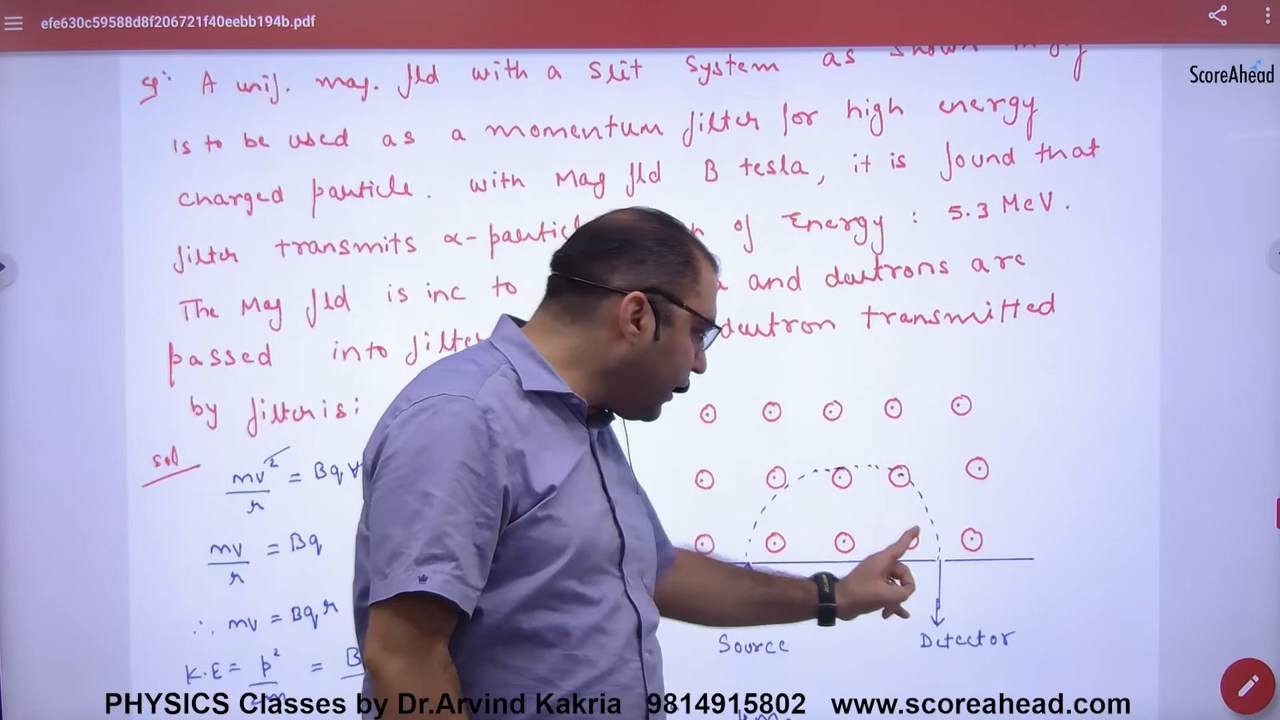 efe630c59588d8f206721f40eebb194b.pdf
ScoreAhead
A unif. mag. fld with a slit system as shown
is to be used as a momentum filter for high energy
charged particle. with Mag fld B tesla, it is found that
filter transmits α- of Energy : 5.3 MeV.
The Mag fld is inc to and deutrons are
passed into deutron transmitted
by filter is:
Sol
mv²/r = Bqv
mv/r = Bq
∴ mv = Bqr
K.E = p²/2m = B
Source Detector
PHYSICS Classes by Dr.Arvind Kakria 9814915802 www.scoreahead.com